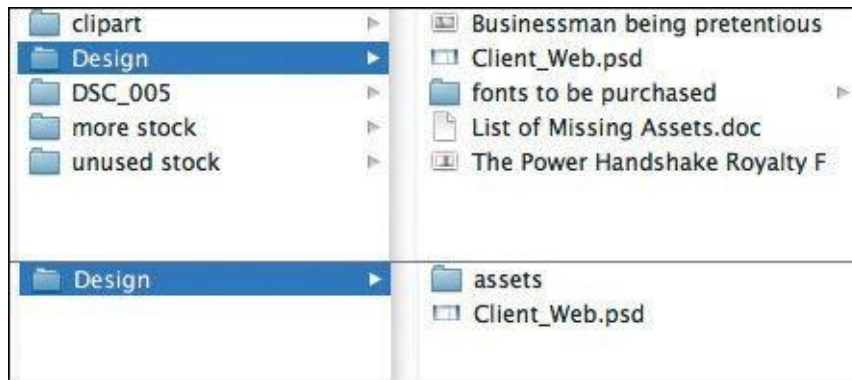 clipart
Design
DSC_005
more stock
unused stock
Businessman being pretentious
Client_Web.psd
fonts to be purchased
List of Missing Assets.doc
The Power Handshake Royalty F
Design
assets
Client_Web.psd